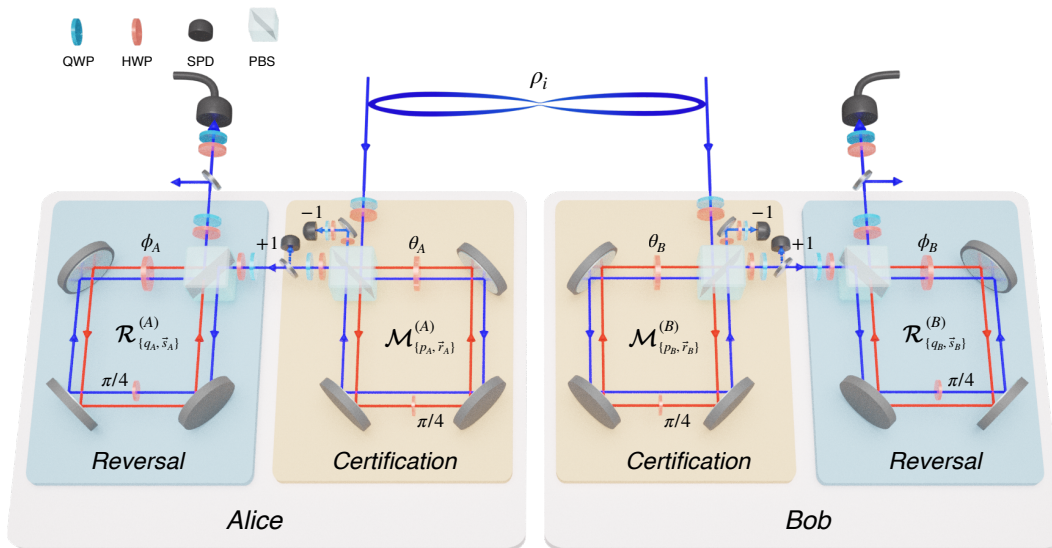 QWP HWP SPD PBS
ρᵢ
−1 −1
ϕ_A +1 θ_A θ_B +1 ϕ_B
ℛ^(A)_{q_A, s⃗_A} ℳ^(A)_{p_A, r⃗_A} ℳ^(B)_{p_B, r⃗_B} ℛ^(B)_{q_B, s⃗_B}
π/4 π/4 π/4 π/4
Reversal Certification Certification Reversal
Alice Bob